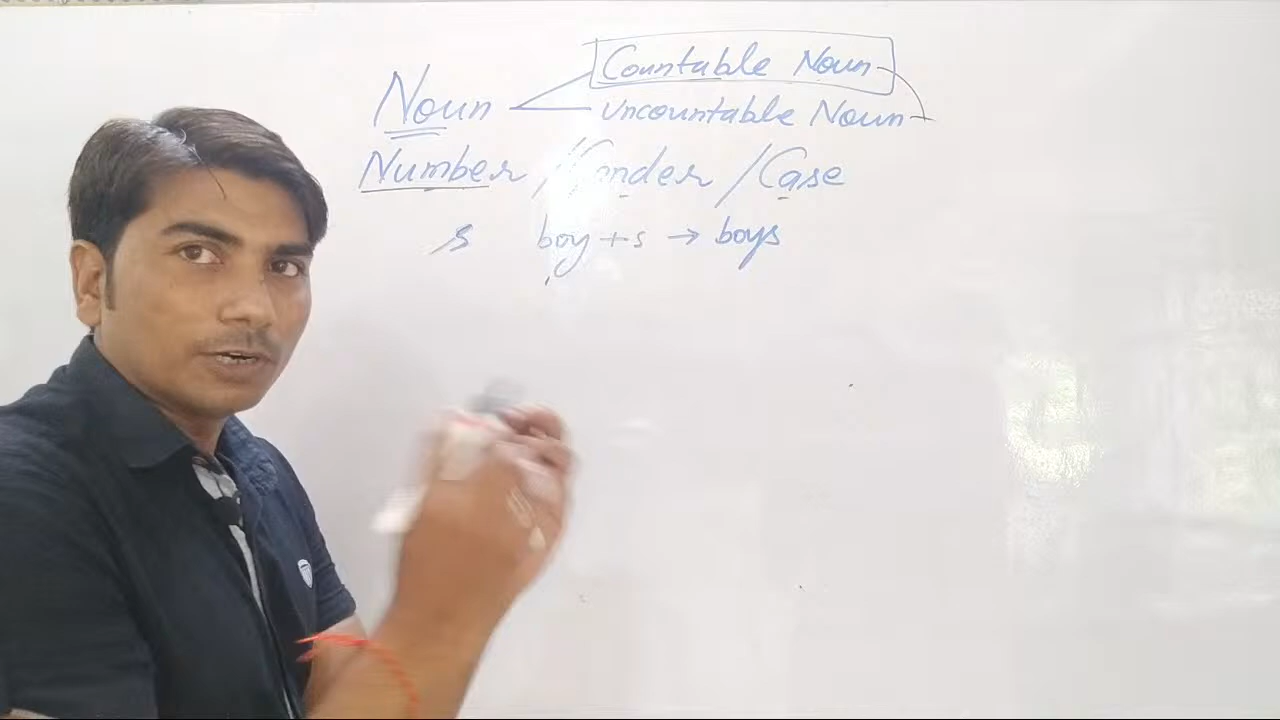 Countable Noun
Noun
Uncountable Noun
Number / Gender / Case
s boy + s → boys